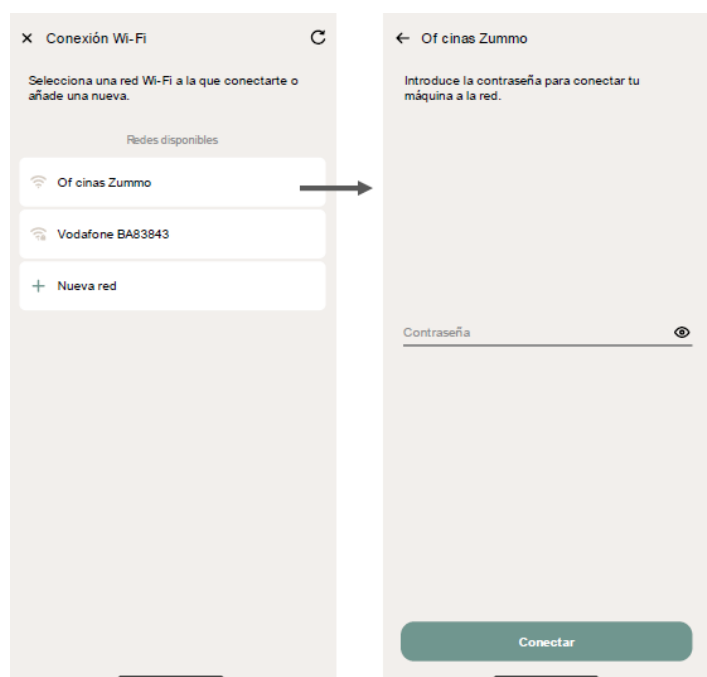 Conexión Wi-Fi
Selecciona una red Wi-Fi a la que conectarte o
añade una nueva.
Redes disponibles
Of cinas Zummo
Vodafone BA83843
Nueva red
Of cinas Zummo
Introduce la contraseña para conectar tu
máquina a la red.
Contraseña
Conectar